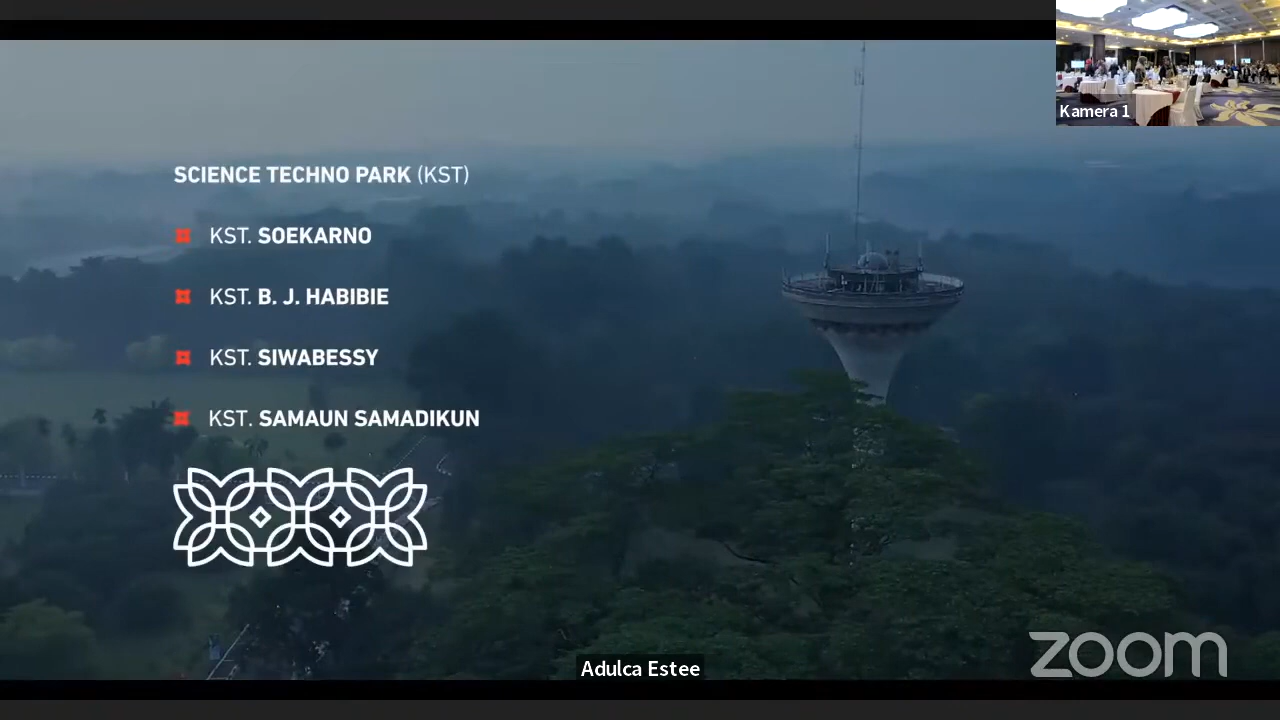 Kamera 1
SCIENCE TECHNO PARK (KST)
KST. SOEKARNO
KST. B. J. HABIBIE
KST. SIWABESSY
KST. SAMAUN SAMADIKUN
Adulca Estee
zoom